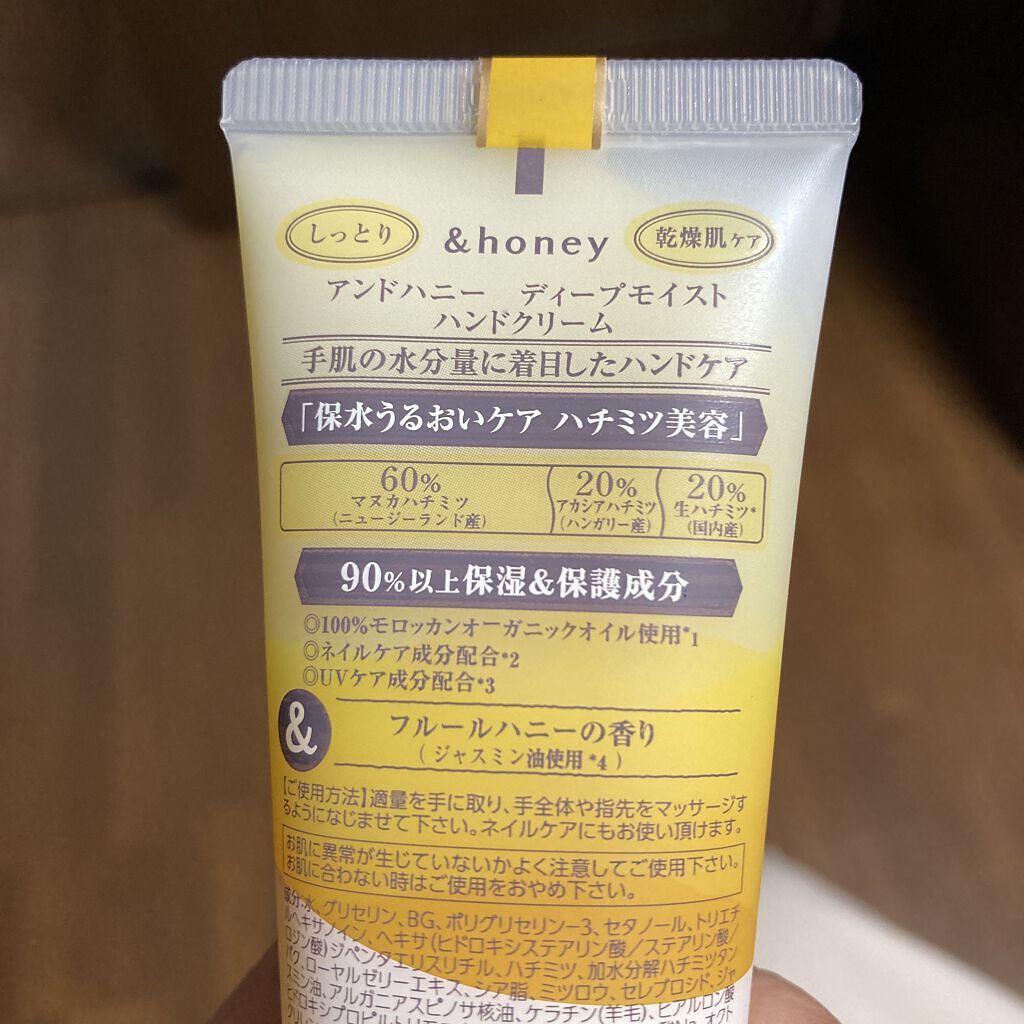 しっとり &honey 乾燥肌ケア
アンドハニー ディープモイスト
ハンドクリーム
手肌の水分量に着目したハンドケア
「保水うるおいケア ハチミツ美容」
60% 20% 20%
マヌカハチミツ アカシアハチミツ 生ハチミツ*
(ニュージーランド産) (ハンガリー産) (国内産)
90%以上保湿&保護成分
◎100%モロッカンオーガニックオイル使用*1
◎ネイルケア成分配合*2
◎UVケア成分配合*3
&
フルールハニーの香り
(ジャスミン油使用*4)
【ご使用方法】適量を手に取り、手全体や指先をマッサージす
るようになじませて下さい。ネイルケアにもお使い頂けます。
お肌に異常が生じていないかよく注意してご使用下さい。
お肌に合わない時はご使用をおやめ下さい。
成分:水、グリセリン、BG、ポリグリセリン-3、セタノール、トリエチ
ルヘキサノイン、ヘキサ(ヒドロキシステアリン酸/ステアリン酸/
ロジン酸)ジペンタエリスリチル、ハチミツ、加水分解ハチミツタン
パク、ローヤルゼリーエキス、シア脂、ミツロウ、セレブロシド、ジャ
スミン油、アルガニアスピノサ核油、ケラチン(羊毛)、ヒアルロン酸
ヒドロキシプロピルトリモ
オクト